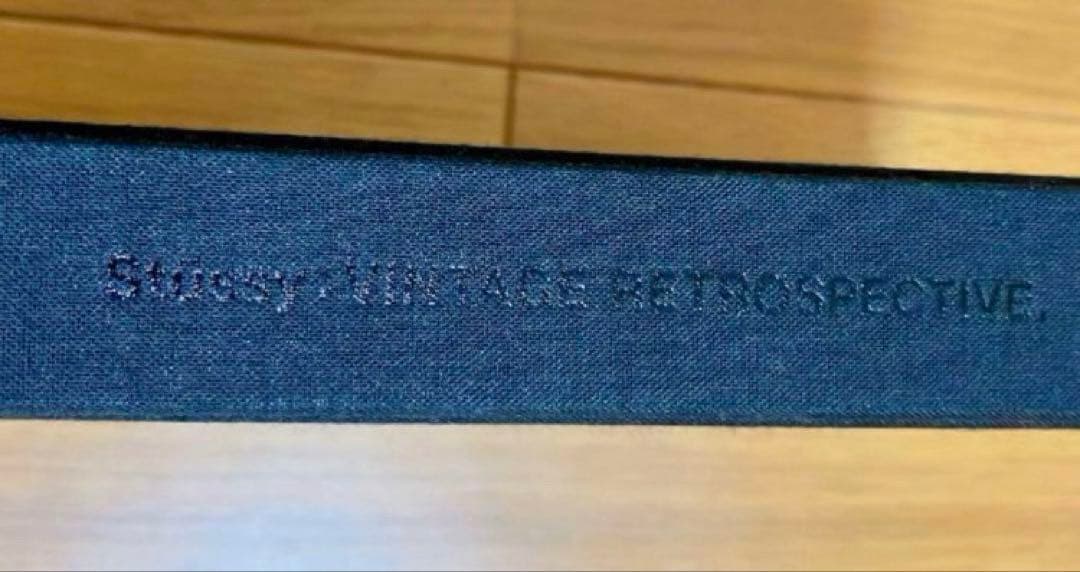 Stüssy : VINTAGE RETROSPECTIVE.